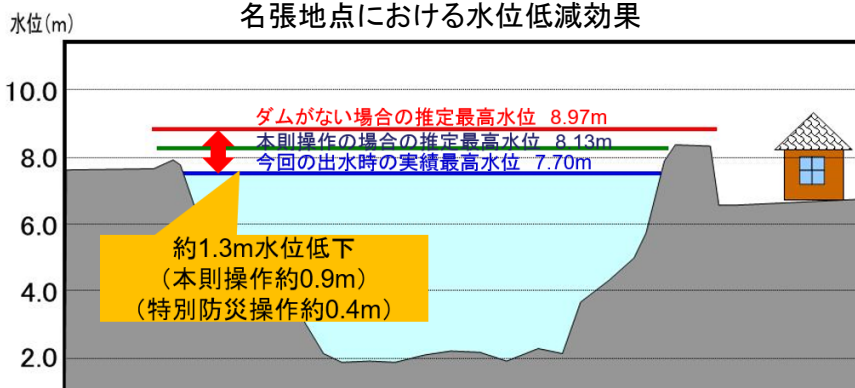 名張地点における水位低減効果
水位(m)
10.0
8.0
6.0
4.0
2.0
ダムがない場合の推定最高水位 8.97m
本則操作の場合の推定最高水位 8.13m
今回の出水時の実績最高水位 7.70m
約1.3m水位低下
(本則操作約0.9m)
(特別防災操作約0.4m)